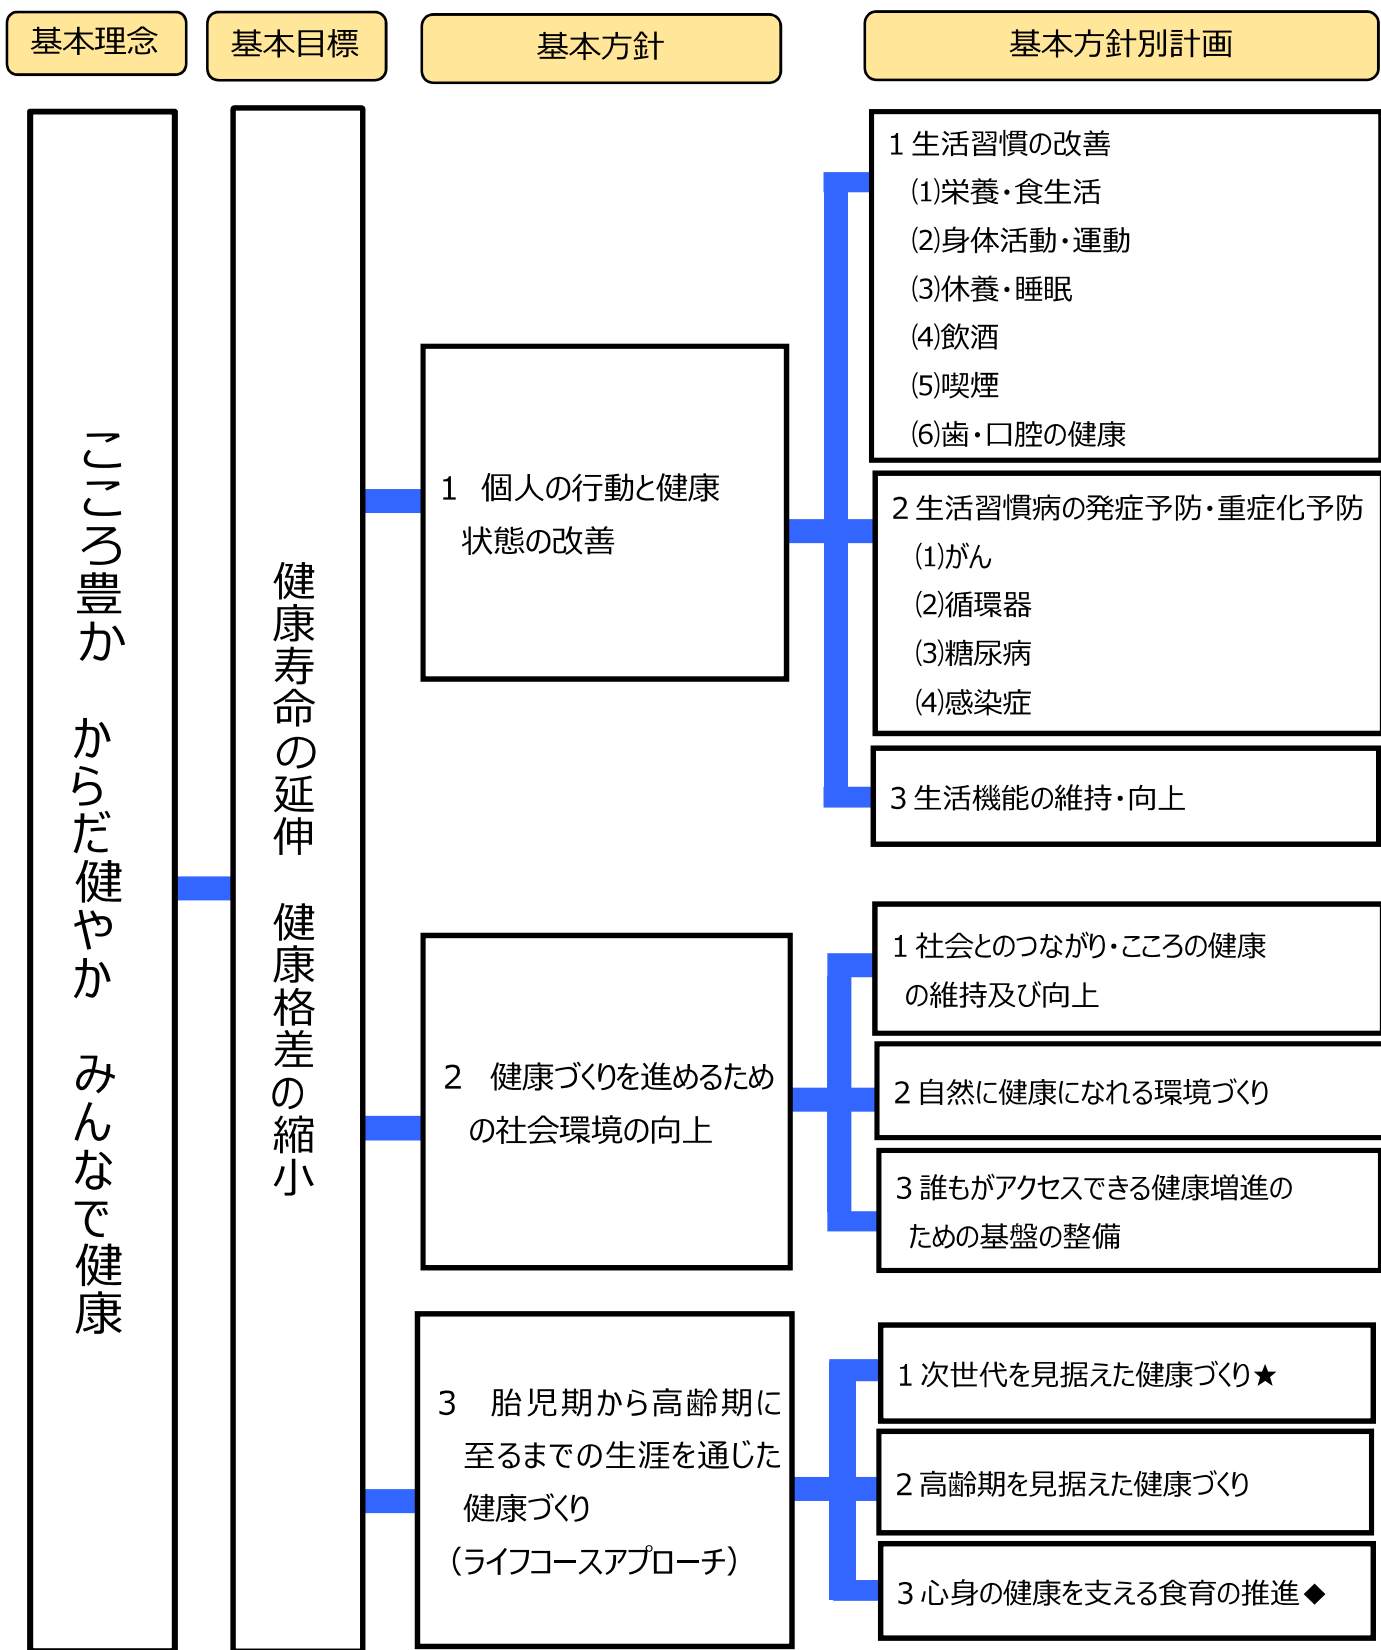 基本理念
基本目標
基本方針
基本方針別計画
こころ豊か　からだ健やか　みんなで健康
健康寿命の延伸　健康格差の縮小
1　個人の行動と健康
状態の改善
1 生活習慣の改善
⑴栄養・食生活
⑵身体活動・運動
⑶休養・睡眠
⑷飲酒
⑸喫煙
⑹歯・口腔の健康
2 生活習慣病の発症予防・重症化予防
⑴がん
⑵循環器
⑶糖尿病
⑷感染症
3 生活機能の維持・向上
2　健康づくりを進めるため
の社会環境の向上
1 社会とのつながり・こころの健康
の維持及び向上
2 自然に健康になれる環境づくり
3 誰もがアクセスできる健康増進の
ための基盤の整備
3　胎児期から高齢期に
至るまでの生涯を通じた
健康づくり
（ライフコースアプローチ）
1 次世代を見据えた健康づくり★
2 高齢期を見据えた健康づくり
3 心身の健康を支える食育の推進◆